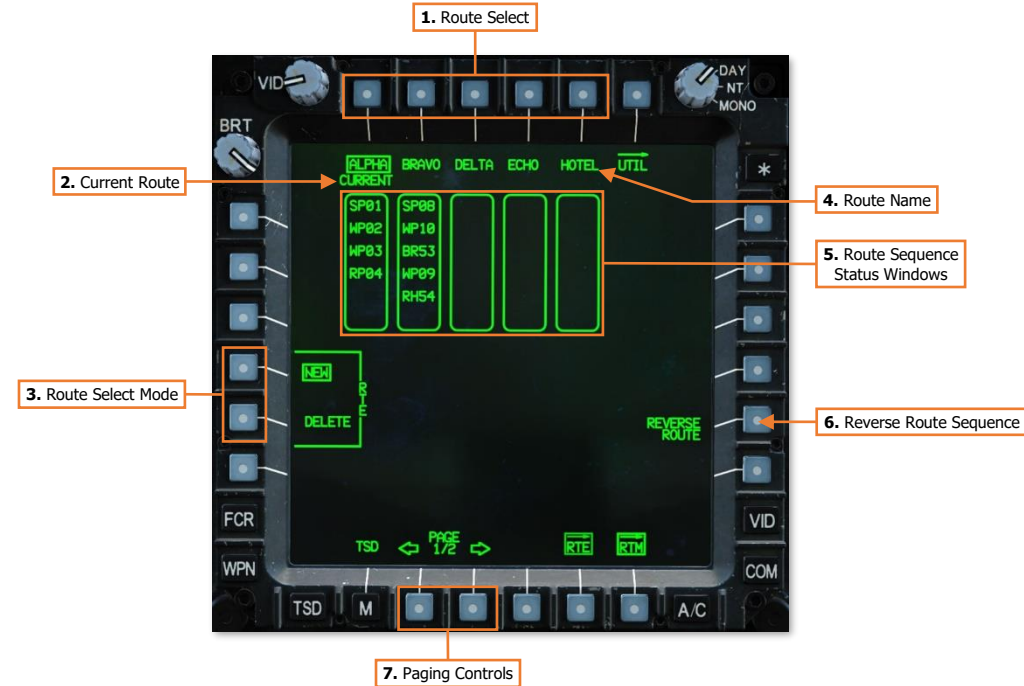 1. Route Select
VID
DAY
NT
MONO
BRT
ALPHA BRAVO DELTA ECHO HOTEL UTIL
CURRENT
2. Current Route
4. Route Name
SP01 SP08
WP02 WP10
WP03 BR53
RP04 WP09
RH54
5. Route Sequence
Status Windows
3. Route Select Mode
NEW
RTE
DELETE
REVERSE
ROUTE
6. Reverse Route Sequence
FCR
VID
TSD
PAGE
1/2
RTE
RTM
WPN
COM
TSD
M
A/C
7. Paging Controls